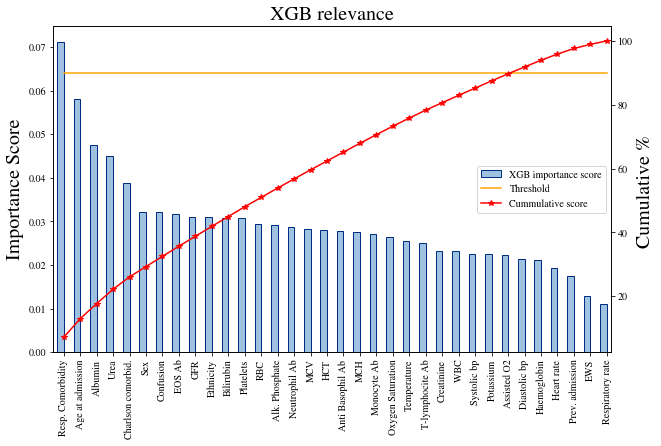 XGB relevance
Importance Score
0.07
0.06
0.05
0.04
0.03
0.02
0.01
0.00
100
80
60
40
20
Cumulative %
XGB importance score
Threshold
Cummulative score
Resp. Comorbidity
Age at admission
Albumin
Urea
Charlson comorbid.
Sex
Confusion
EOS Ab
GFR
Ethnicity
Bilirubin
Platelets
RBC
Alk. Phosphate
Neutrophil Ab
MCV
HCT
Anti Basophil Ab
MCH
Monocyte Ab
Oxygen Saturation
Temperature
T-lymphocite Ab
Creatinine
WBC
Systolic bp
Potassium
Assisted O2
Diastolic bp
Haemoglobin
Heart rate
Prev. admission
EWS
Respiratory rate